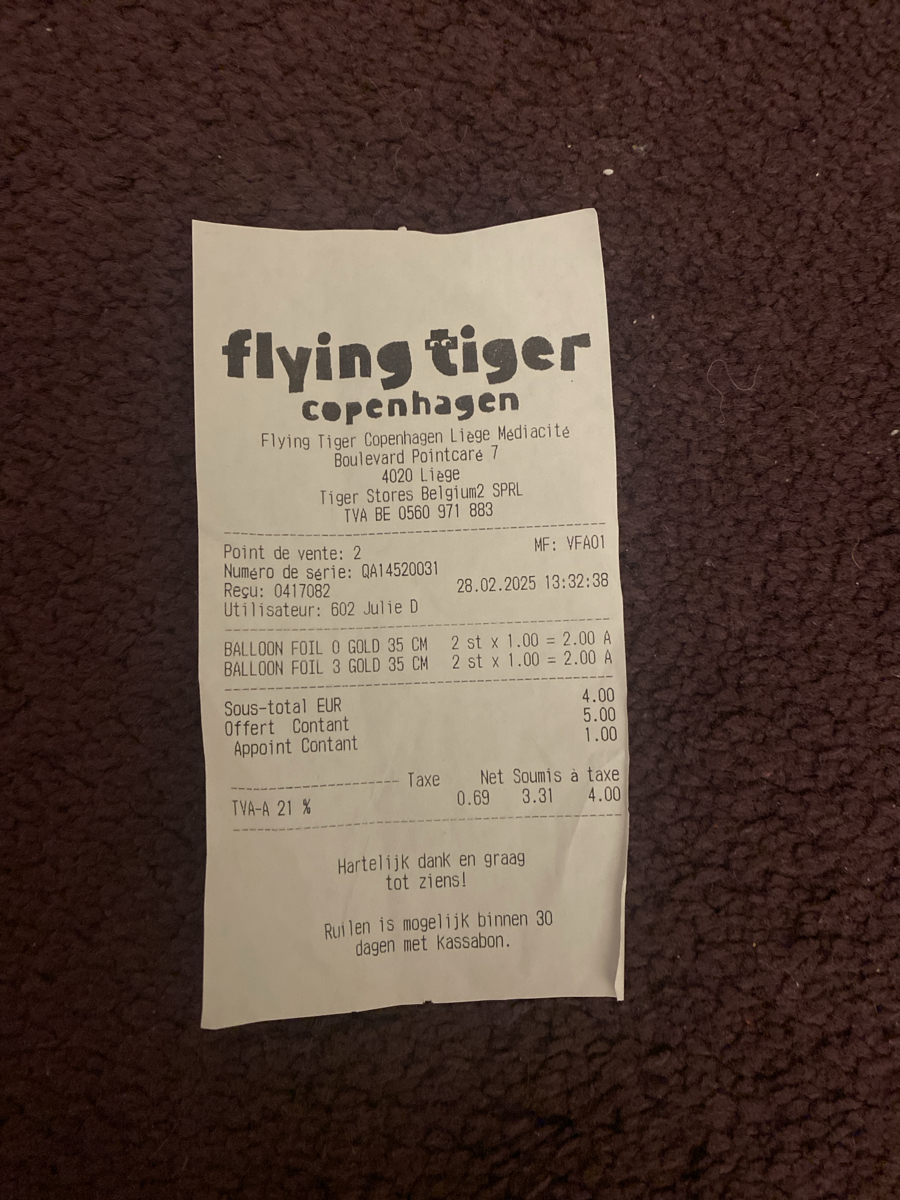 flying tiger
copenhagen
Flying Tiger Copenhagen Liège Médiacité
Boulevard Pointcaré 7
4020 Liège
Tiger Stores Belgium2 SPRL
TVA BE 0560 971 883
Point de vente: 2 MF: VFA01
Numéro de série: QA14520031
Reçu: 0417082 28.02.2025 13:32:38
Utilisateur: 602 Julie D
BALLOON FOIL 0 GOLD 35 CM 2 st x 1.00 = 2.00 A
BALLOON FOIL 3 GOLD 35 CM 2 st x 1.00 = 2.00 A
Sous-total EUR 4.00
Offert Contant 5.00
Appoint Contant 1.00
Taxe Net Soumis à taxe
TVA-A 21 % 0.69 3.31 4.00
Hartelijk dank en graag
tot ziens!
Ruilen is mogelijk binnen 30
dagen met Kassabon.